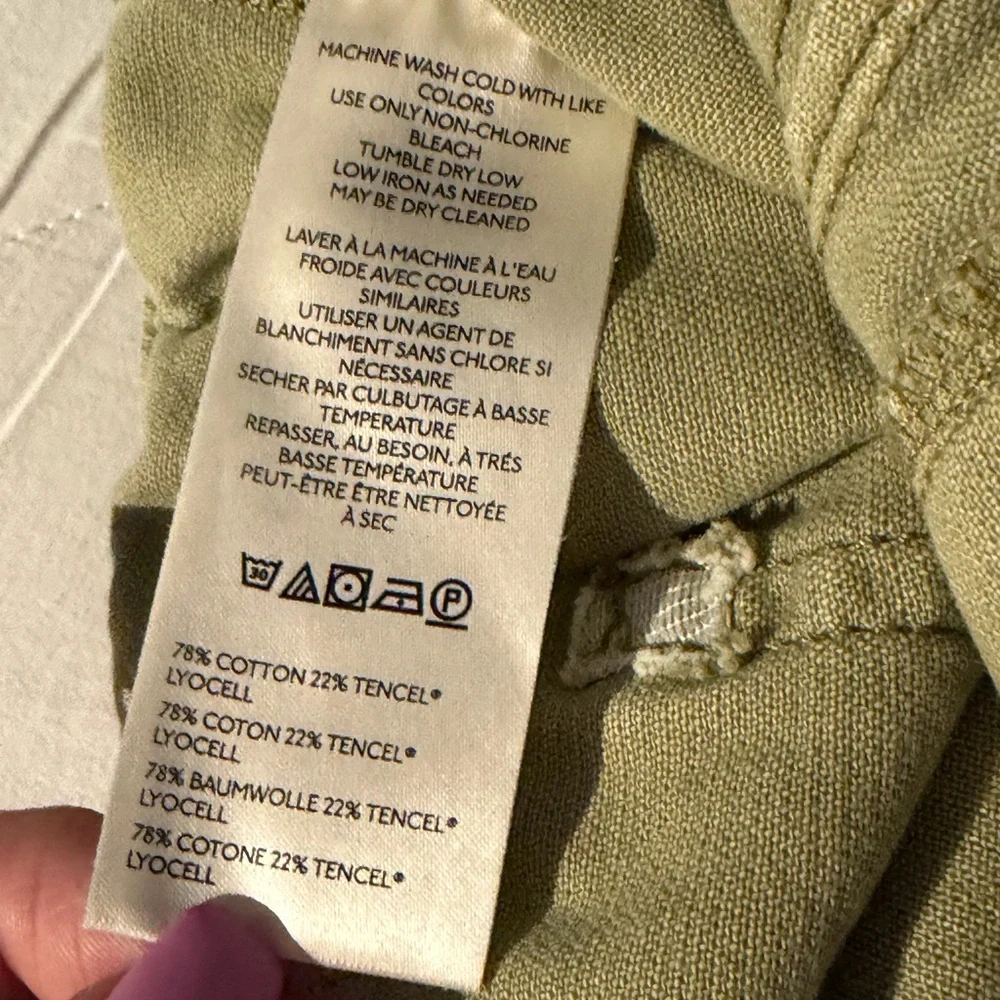 MACHINE WASH COLD WITH LIKE
COLORS
USE ONLY NON-CHLORINE
BLEACH
TUMBLE DRY LOW
LOW IRON AS NEEDED
MAY BE DRY CLEANED
LAVER À LA MACHINE À L'EAU
FROIDE AVEC COULEURS
SIMILAIRES
UTILISER UN AGENT DE
BLANCHIMENT SANS CHLORE SI
NÉCESSAIRE
SECHER PAR CULBUTAGE À BASSE
TEMPERATURE
REPASSER, AU BESOIN, À TRÉS
BASSE TEMPÉRATURE
PEUT-ÊTRE ÊTRE NETTOYÉE
À SEC
30 P
78% COTTON 22% TENCEL®
LYOCELL
78% COTON 22% TENCEL®
LYOCELL
78% BAUMWOLLE 22% TENCEL®
LYOCELL
78% COTONE 22% TENCEL®
LYOCELL